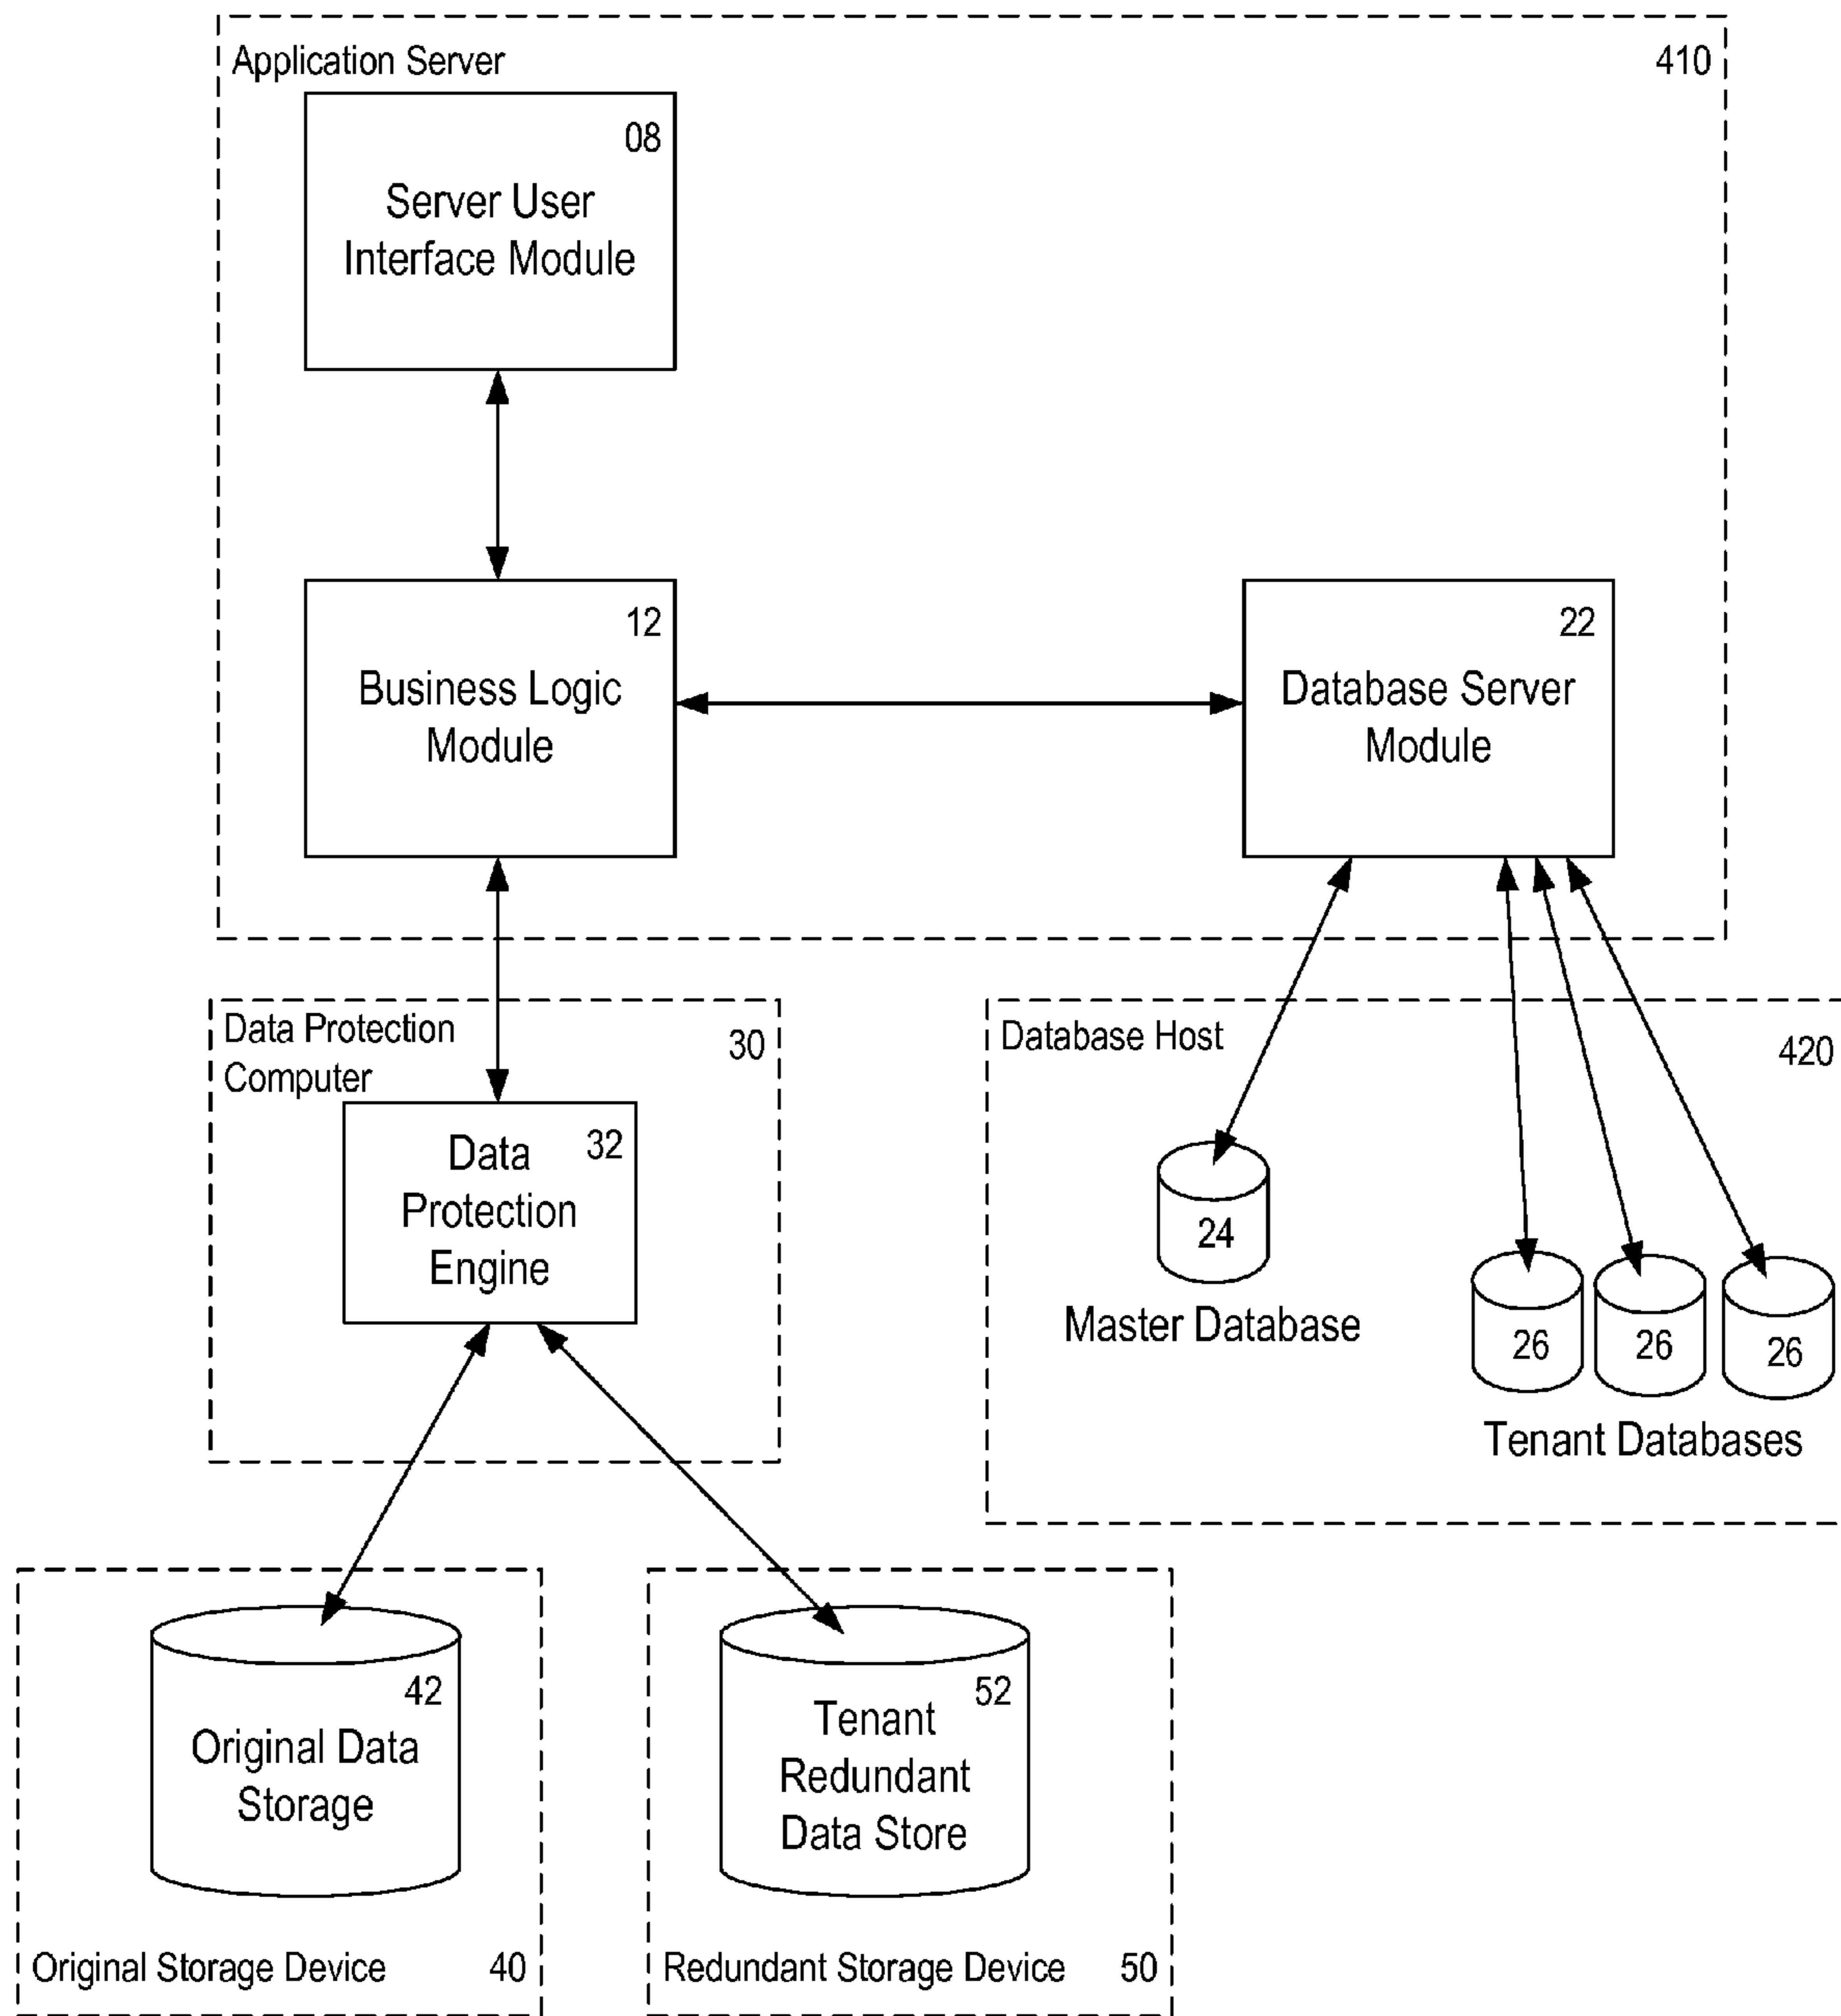 Application Server
410
08
Server User
Interface Module
12
Business Logic
Module
22
Database Server
Module
Data Protection
Computer
30
32
Data
Protection
Engine
Database Host
420
24
Master Database
26
26
26
Tenant Databases
42
Original Data
Storage
Original Storage Device
40
52
Tenant
Redundant
Data Store
Redundant Storage Device
50